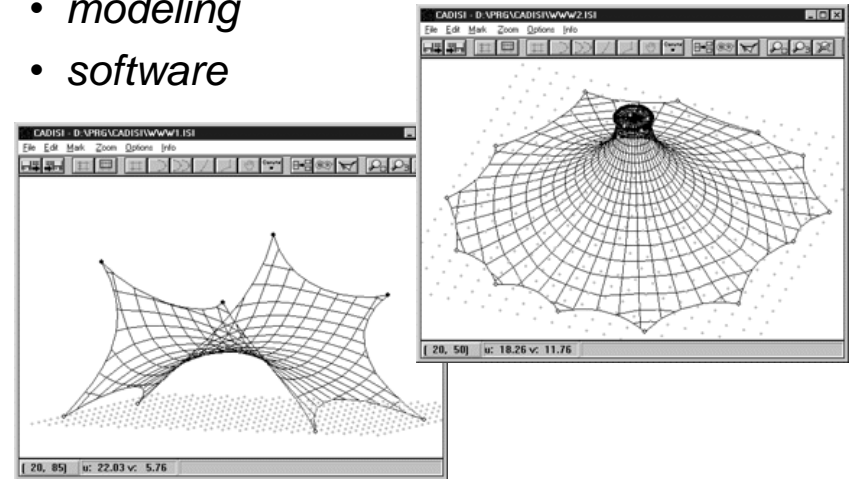 • modeling
• software
CADISI - D:\PRG\CADISI\WWW2.ISI
File Edit Mark Zoom Options Info
[ 20, 50] u: 18.26 v: 11.76
CADISI - D:\PRG\CADISI\WWW1.ISI
File Edit Mark Zoom Options Info
[ 20, 85] u: 22.03 v: 5.76